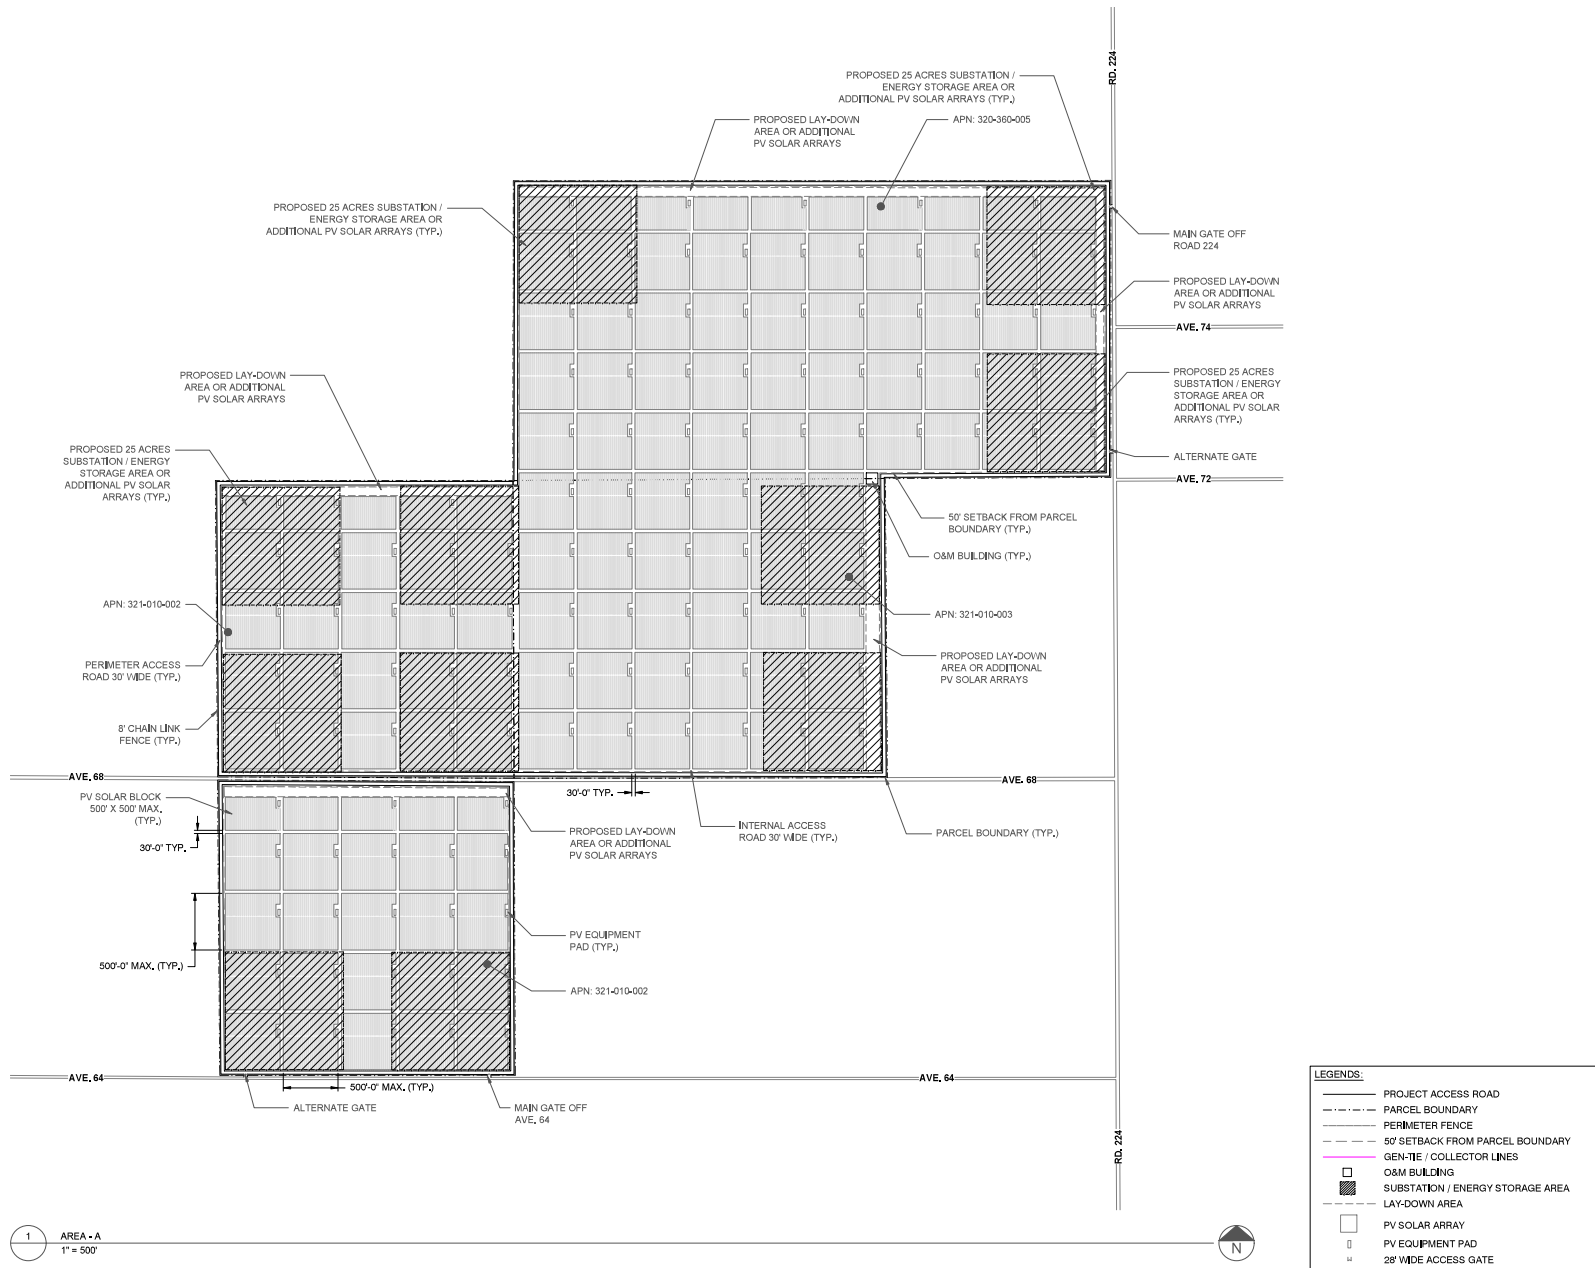 RD. 224
PROPOSED 25 ACRES SUBSTATION /
ENERGY STORAGE AREA OR
ADDITIONAL PV SOLAR ARRAYS (TYP.)
PROPOSED LAY-DOWN
AREA OR ADDITIONAL
PV SOLAR ARRAYS
APN: 320-360-005
PROPOSED 25 ACRES SUBSTATION /
ENERGY STORAGE AREA OR
ADDITIONAL PV SOLAR ARRAYS (TYP.)
MAIN GATE OFF
ROAD 224
PROPOSED LAY-DOWN
AREA OR ADDITIONAL
PV SOLAR ARRAYS
AVE. 74
PROPOSED LAY-DOWN
AREA OR ADDITIONAL
PV SOLAR ARRAYS
PROPOSED 25 ACRES
SUBSTATION / ENERGY
STORAGE AREA OR
ADDITIONAL PV SOLAR
ARRAYS (TYP.)
PROPOSED 25 ACRES
SUBSTATION / ENERGY
STORAGE AREA OR
ADDITIONAL PV SOLAR
ARRAYS (TYP.)
ALTERNATE GATE
AVE. 72
50' SETBACK FROM PARCEL
BOUNDARY (TYP.)
O&M BUILDING (TYP.)
APN: 321-010-002
APN: 321-010-003
PERIMETER ACCESS
ROAD 30' WIDE (TYP.)
PROPOSED LAY-DOWN
AREA OR ADDITIONAL
PV SOLAR ARRAYS
8' CHAIN LINK
FENCE (TYP.)
AVE. 68
AVE. 68
PV SOLAR BLOCK
500' X 500' MAX.
(TYP.)
30'-0" TYP.
30'-0" TYP.
PROPOSED LAY-DOWN
AREA OR ADDITIONAL
PV SOLAR ARRAYS
INTERNAL ACCESS
ROAD 30' WIDE (TYP.)
PARCEL BOUNDARY (TYP.)
PV EQUIPMENT
PAD (TYP.)
500'-0" MAX. (TYP.)
APN: 321-010-002
AVE. 64
AVE. 64
500'-0" MAX. (TYP.)
ALTERNATE GATE
MAIN GATE OFF
AVE. 64
RD. 224
LEGENDS:
PROJECT ACCESS ROAD
PARCEL BOUNDARY
PERIMETER FENCE
50' SETBACK FROM PARCEL BOUNDARY
GEN-TIE / COLLECTOR LINES
O&M BUILDING
SUBSTATION / ENERGY STORAGE AREA
LAY-DOWN AREA
PV SOLAR ARRAY
PV EQUIPMENT PAD
28' WIDE ACCESS GATE
1
AREA - A
1" = 500'
N